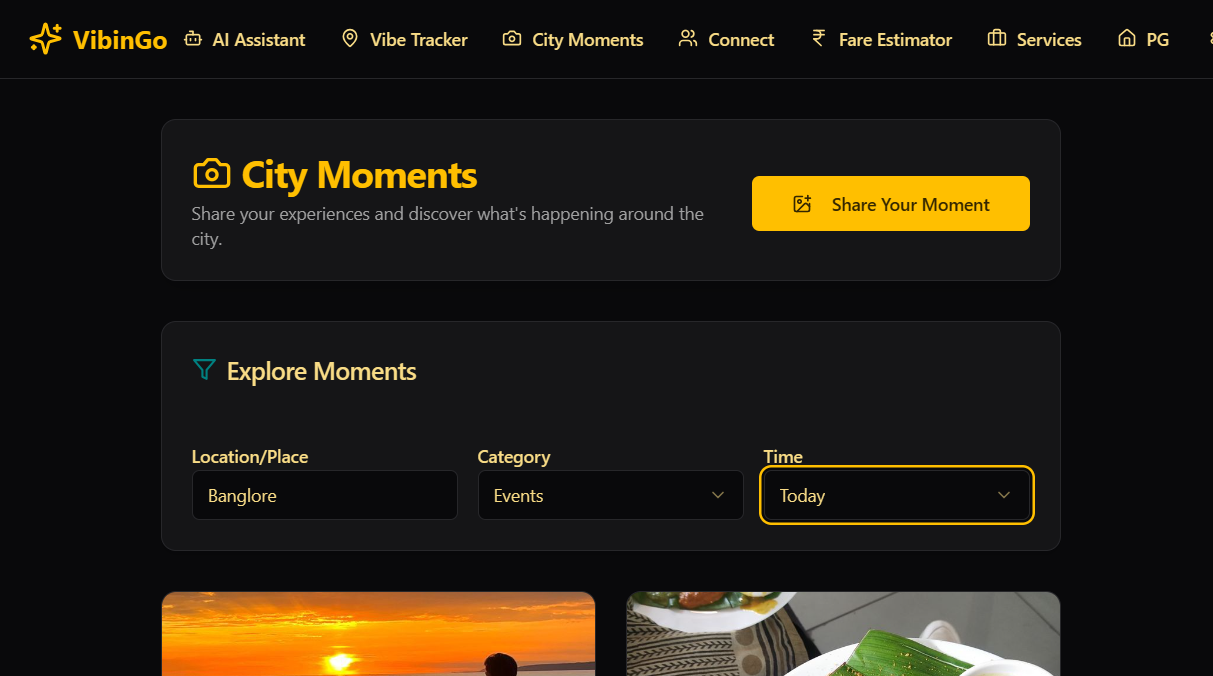 VibinGo AI Assistant Vibe Tracker City Moments Connect ₹ Fare Estimator Services PG
City Moments
Share your experiences and discover what's happening around the
city.
Share Your Moment
Explore Moments
Location/Place Category Time
Banglore Events Today